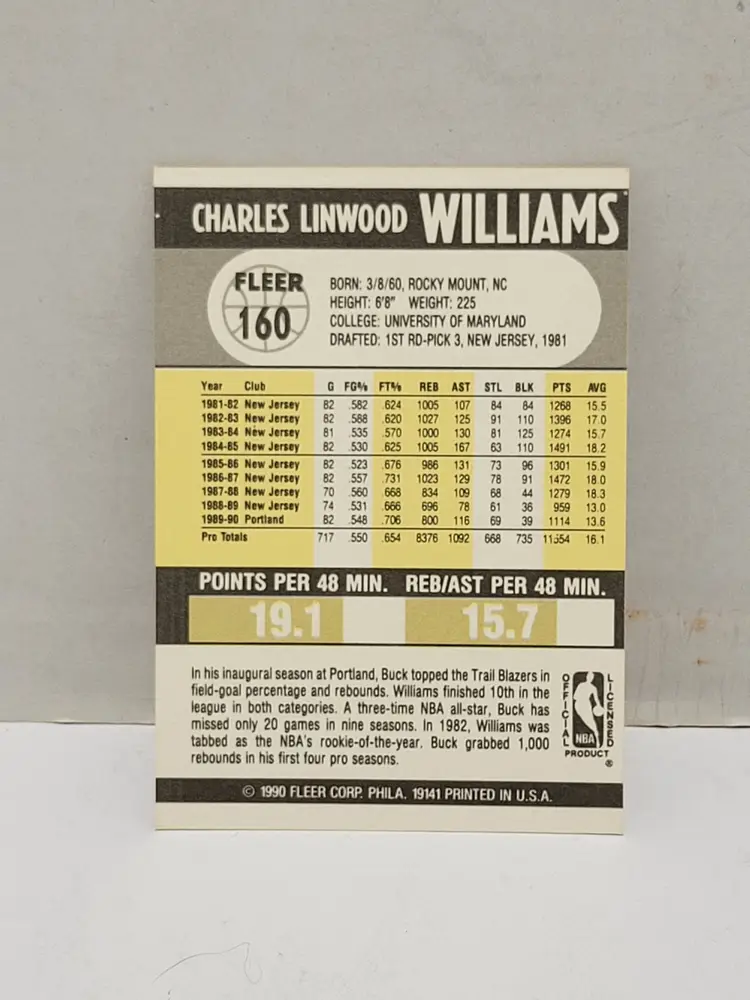 CHARLES LINWOOD WILLIAMS
FLEER
160
BORN: 3/8/60, ROCKY MOUNT, NC
HEIGHT: 6'8" WEIGHT: 225
COLLEGE: UNIVERSITY OF MARYLAND
DRAFTED: 1ST RD-PICK 3, NEW JERSEY, 1981
Year Club G FG% FT% REB AST STL BLK PTS AVG
1981-82 New Jersey 82 .582 .624 1005 107 84 84 1268 15.5
1982-83 New Jersey 82 .588 .620 1027 125 91 110 1396 17.0
1983-84 New Jersey 81 .535 .570 1000 130 81 125 1274 15.7
1984-85 New Jersey 82 .530 .625 1005 167 63 110 1491 18.2
1985-86 New Jersey 82 .523 .676 986 131 73 96 1301 15.9
1986-87 New Jersey 82 .557 .731 1023 129 78 91 1472 18.0
1987-88 New Jersey 70 .560 .668 834 109 68 44 1279 18.3
1988-89 New Jersey 74 .531 .666 696 78 61 36 959 13.0
1989-90 Portland 82 .548 .706 800 116 69 39 1114 13.6
Pro Totals 717 .550 .654 8376 1092 668 735 11554 16.1
POINTS PER 48 MIN. REB/AST PER 48 MIN.
19.1 15.7
In his inaugural season at Portland, Buck topped the Trail Blazers in
field-goal percentage and rebounds. Williams finished 10th in the
league in both categories. A three-time NBA all-star, Buck has
missed only 20 games in nine seasons. In 1982, Williams was
tabbed as the NBA's rookie-of-the-year. Buck grabbed 1,000
rebounds in his first four pro seasons.
OFFICIAL
LICENSED
NBA
PRODUCT
®
© 1990 FLEER CORP. PHILA. 19141 PRINTED IN U.S.A.